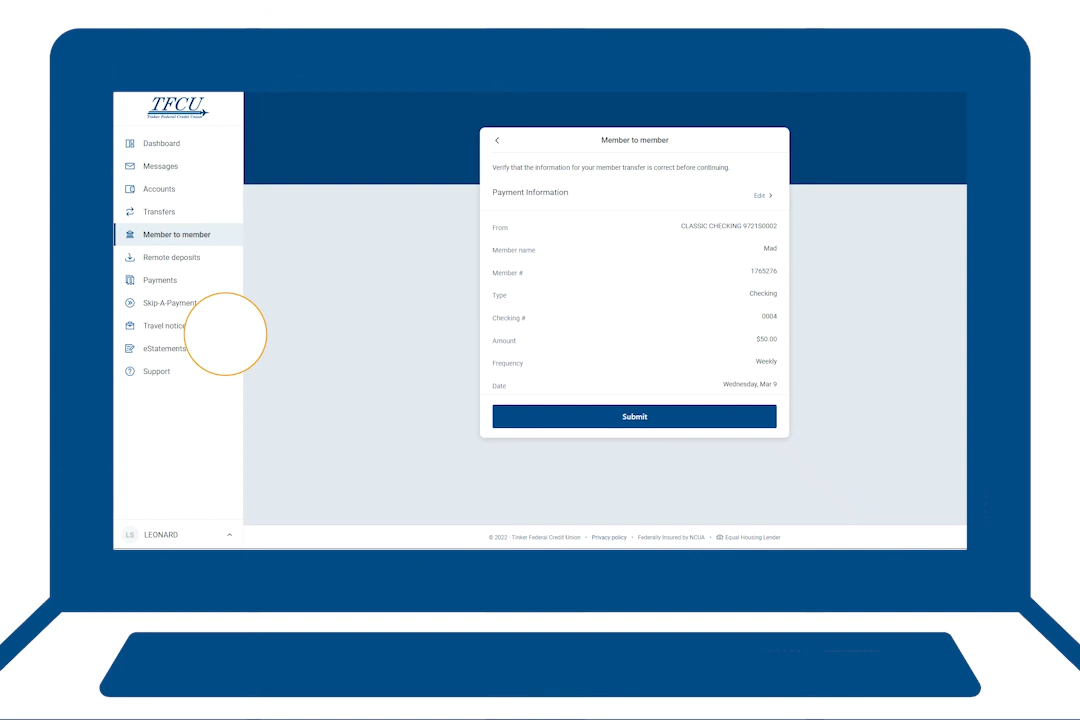 TFCU
Tinker Federal Credit Union
Dashboard
Messages
Accounts
Transfers
Member to member
Remote deposits
Payments
Skip-A-Payment
Travel notice
eStatements
Support
LS LEONARD
Member to member
Verify that the information for your member transfer is correct before continuing.
Payment Information
Edit
From CLASSIC CHECKING 9721S0002
Member name Mad
Member # 1765276
Type Checking
Checking # 0004
Amount $50.00
Frequency Weekly
Date Wednesday, Mar 9
Submit
© 2022 · Tinker Federal Credit Union • Privacy policy • Federally Insured by NCUA • Equal Housing Lender